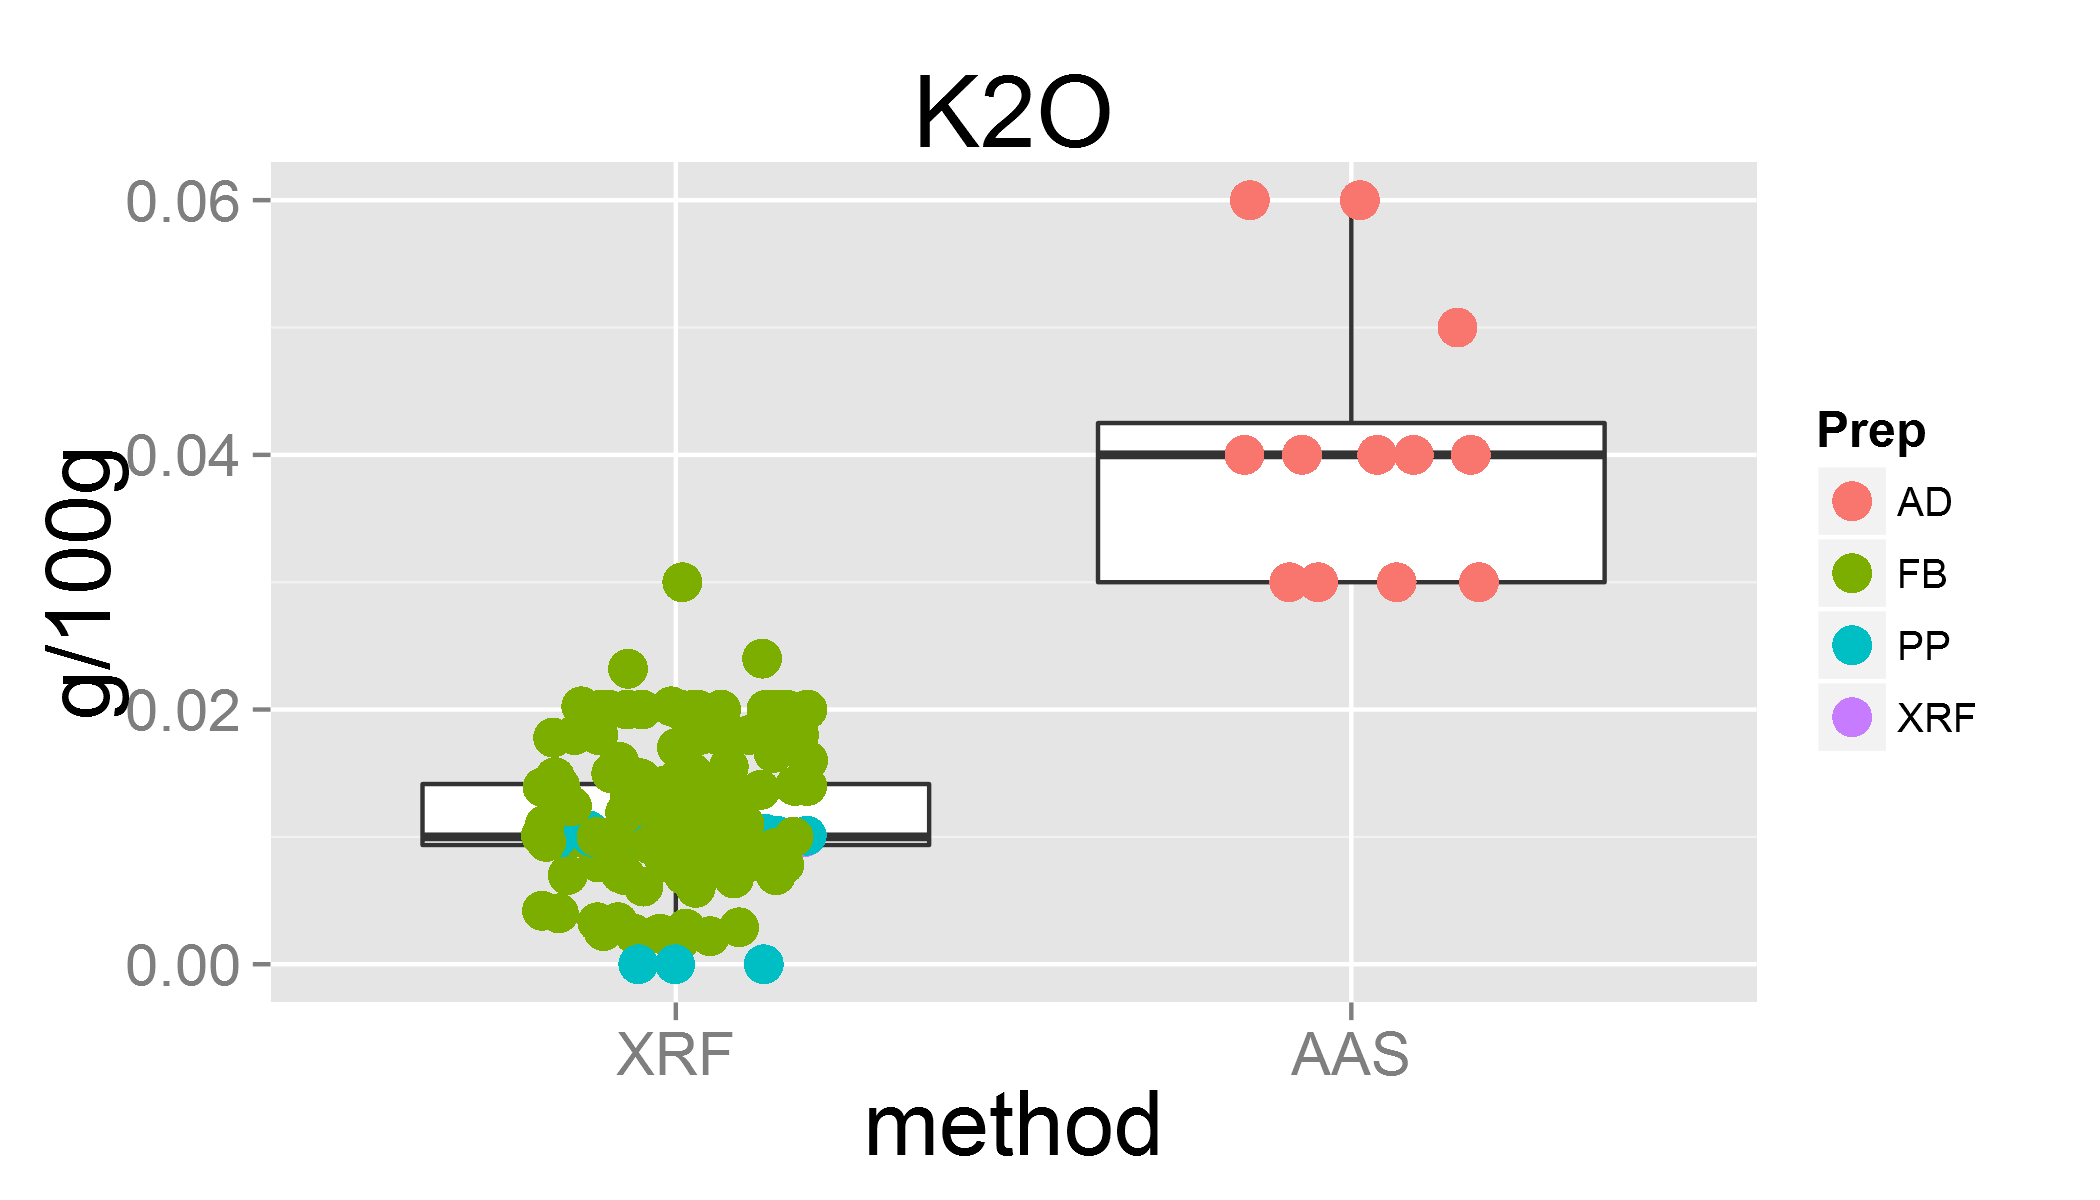 K2O
g/100g
0.06
0.04
0.02
0.00
XRF AAS
method
Prep
AD
FB
PP
XRF